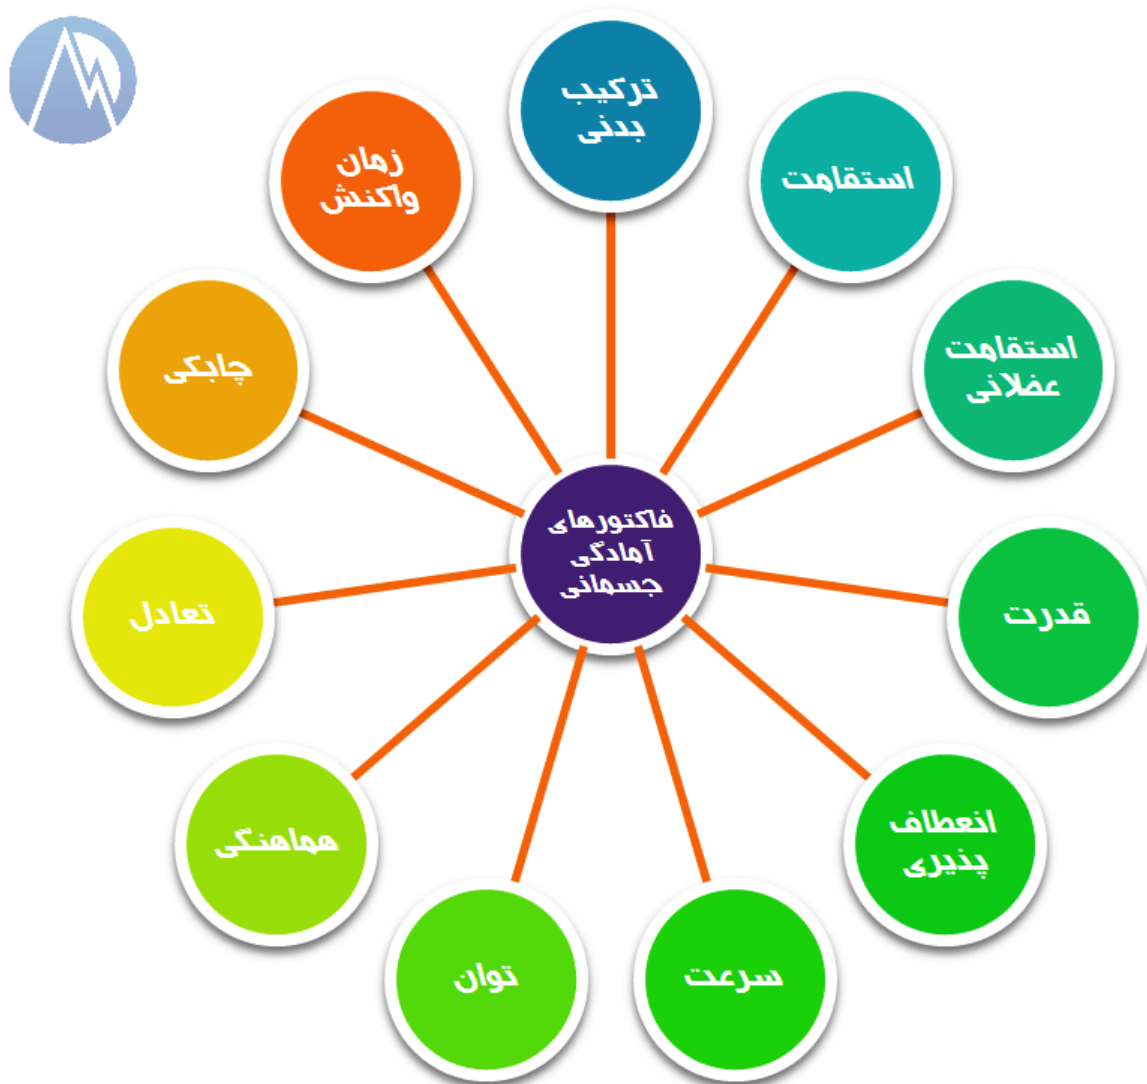 ترکیب
بدنی
استقامت
استقامت
عضلانی
قدرت
انعطاف
پذیری
سرعت
توان
هماهنگی
تعادل
چابکی
زمان
واکنش
فاکتورهای
آمادگی
جسمانی